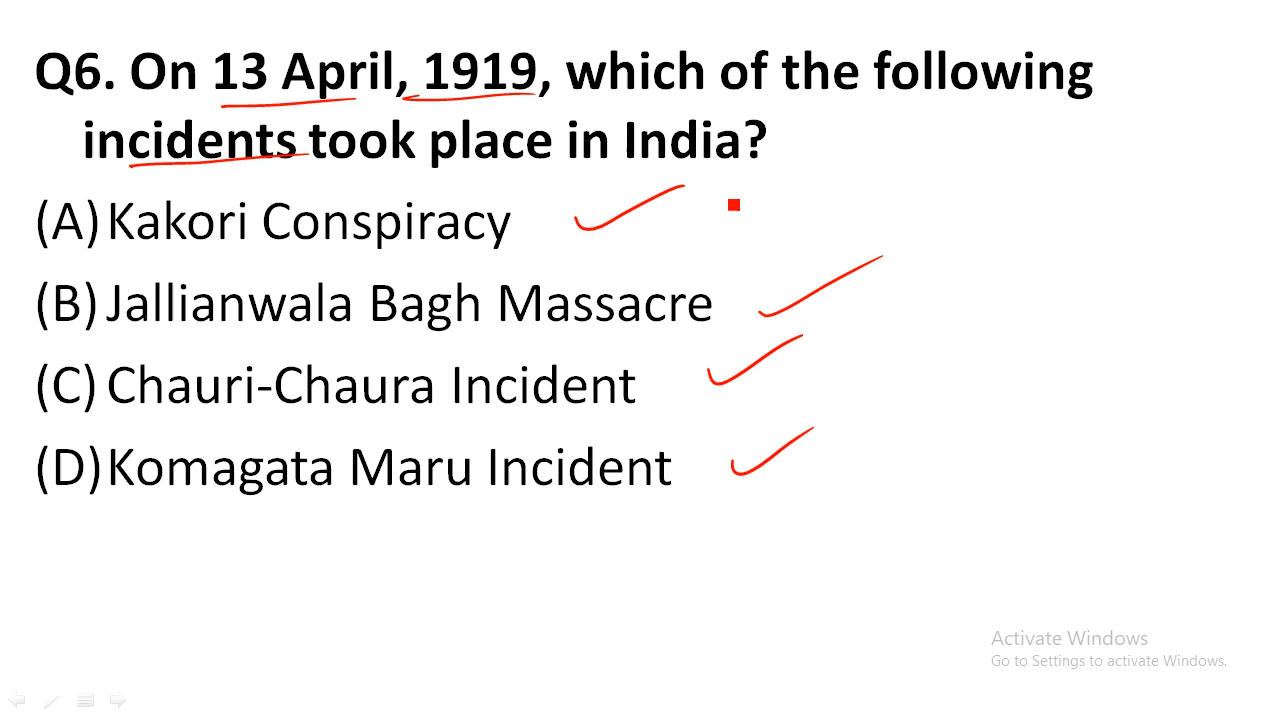 Q6. On 13 April, 1919, which of the following
incidents took place in India?
(A) Kakori Conspiracy
(B) Jallianwala Bagh Massacre
(C) Chauri-Chaura Incident
(D) Komagata Maru Incident
Activate Windows
Go to Settings to activate Windows.